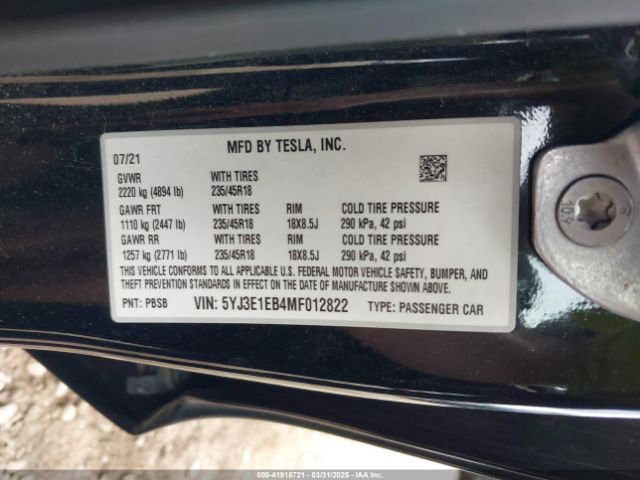 MFD BY TESLA, INC.
07/21
GVWR WITH TIRES
2220 kg (4894 lb) 235/45R18
GAWR FRT WITH TIRES RIM COLD TIRE PRESSURE
1110 kg (2447 lb) 235/45R18 18X8.5J 290 kPa, 42 psi
GAWR RR WITH TIRES RIM COLD TIRE PRESSURE
1257 kg (2771 lb) 235/45R18 18X8.5J 290 kPa, 42 psi
THIS VEHICLE CONFORMS TO ALL APPLICABLE U.S. FEDERAL MOTOR VEHICLE SAFETY, BUMPER, AND
THEFT PREVENTION STANDARDS IN EFFECT ON THE DATE OF MANUFACTURE SHOWN ABOVE.
PNT: PBSB VIN: 5YJ3E1EB4MF012822 TYPE: PASSENGER CAR
10.9
000-41918721 - 03/31/2025 - IAA Inc.